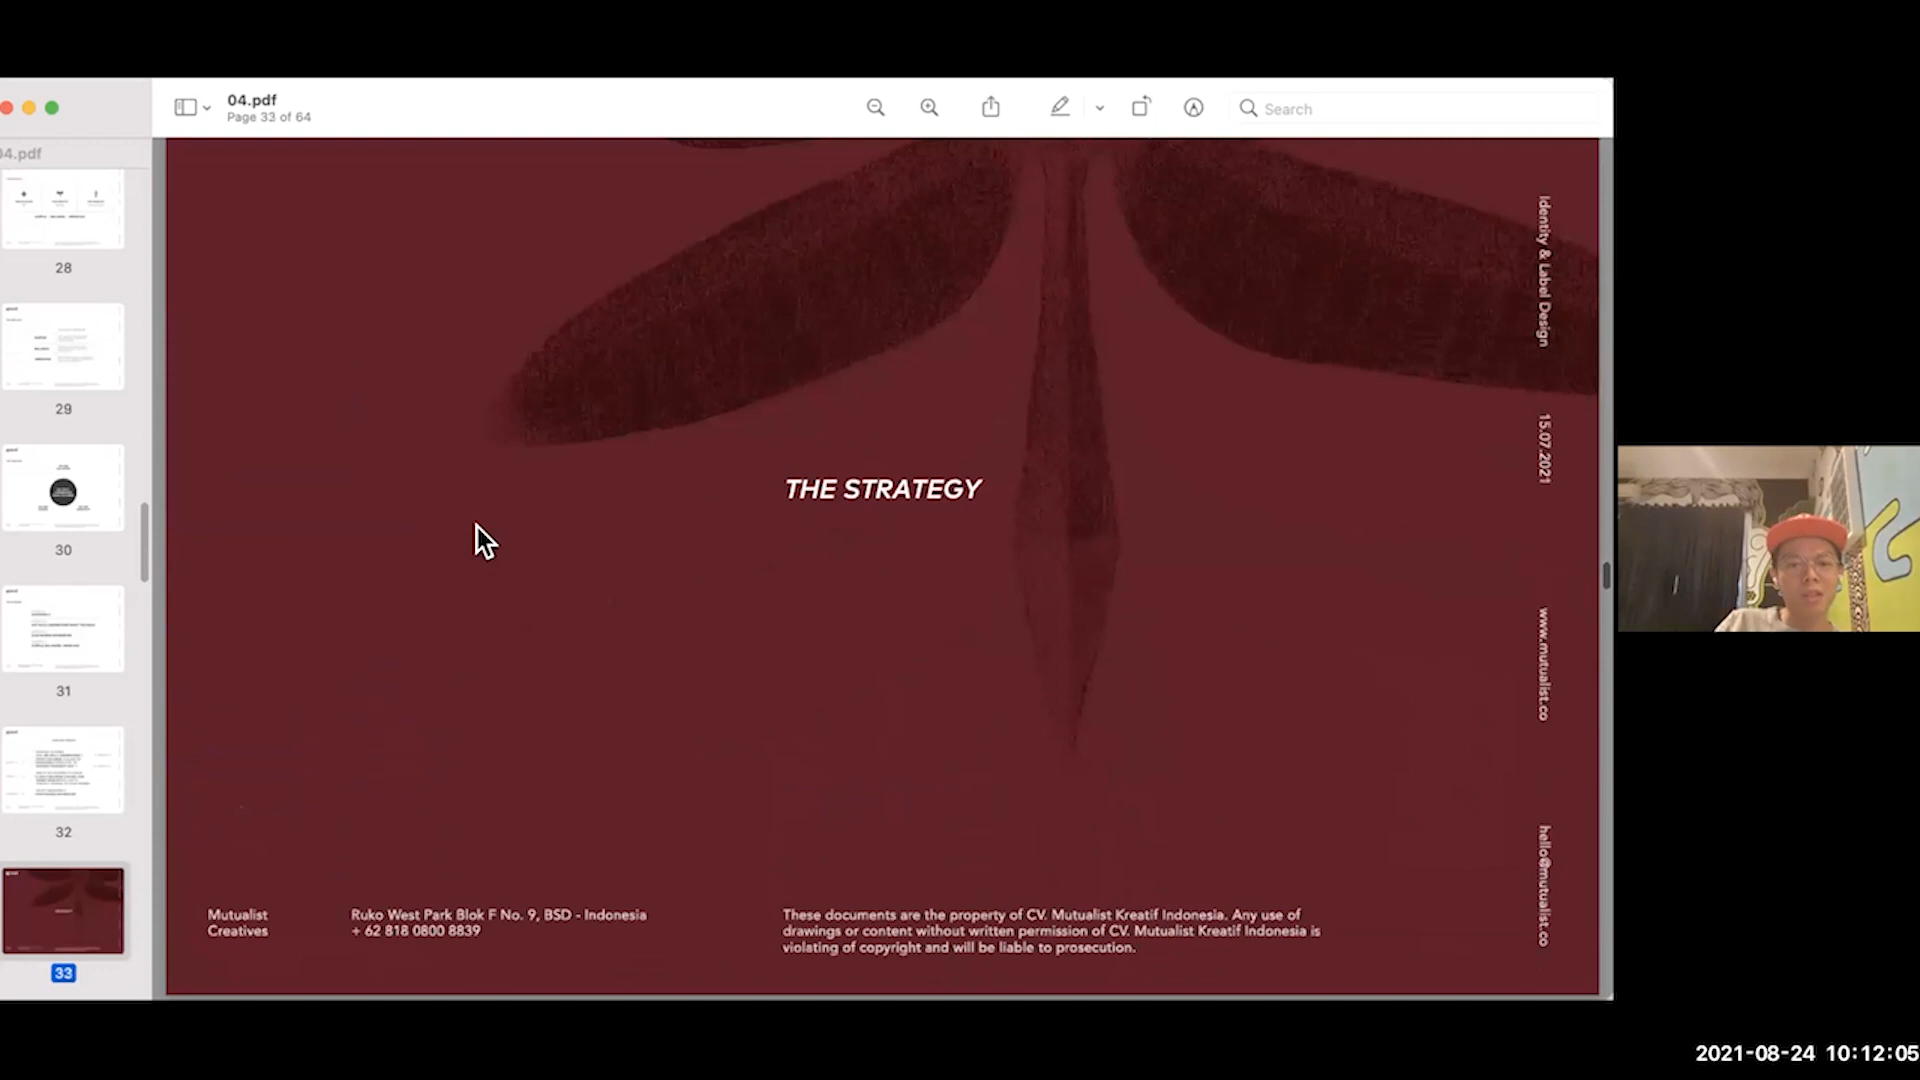 04.pdf
Page 33 of 64
Search
04.pdf
28
29
30
31
32
33
THE STRATEGY
Identity & Label Design
15.07.2021
www.mutualist.co
hello@mutualist.co
Mutualist
Creatives
Ruko West Park Blok F No. 9, BSD - Indonesia
+ 62 818 0800 8839
These documents are the property of CV. Mutualist Kreatif Indonesia. Any use of
drawings or content without written permission of CV. Mutualist Kreatif Indonesia is
violating of copyright and will be liable to prosecution.
2021-08-24 10:12:05